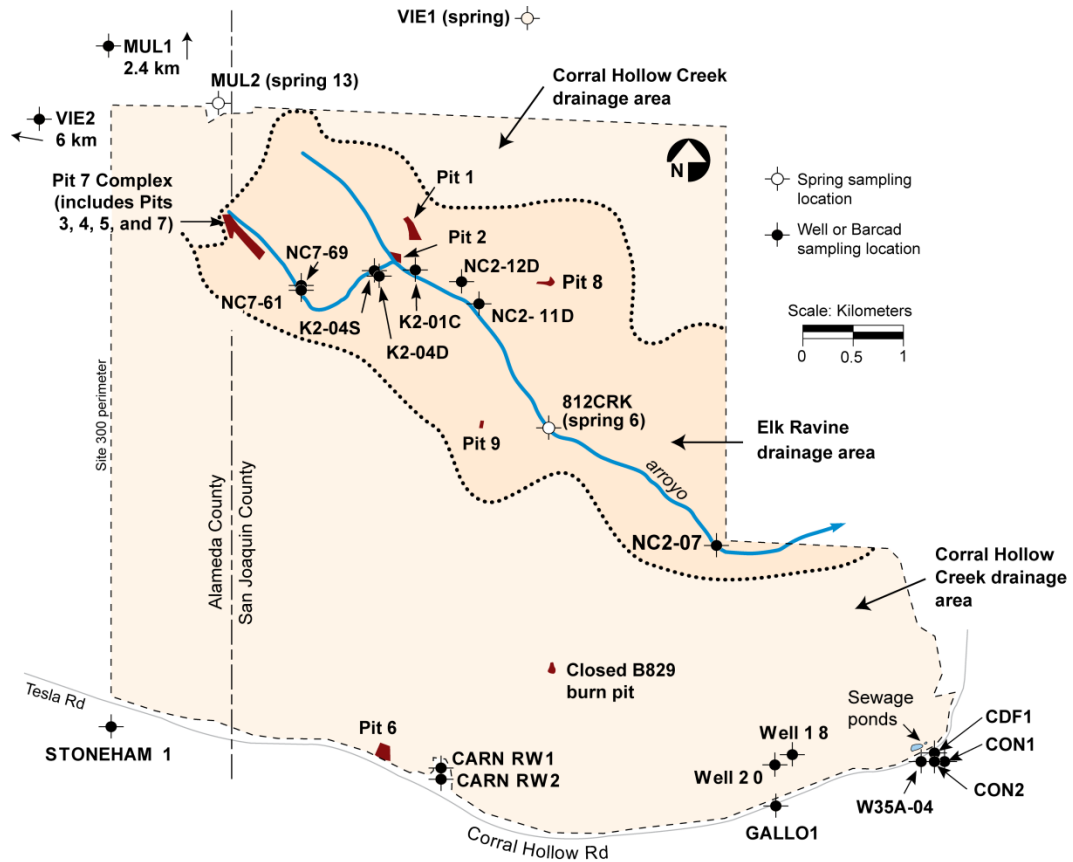 VIE1 (spring)
MUL1
2.4 km
MUL2 (spring 13)
Corral Hollow Creek
drainage area
VIE2
6 km
N
Spring sampling
location
Well or Barcad
sampling location
Scale: Kilometers
0 0.5 1
Pit 7 Complex
(includes Pits
3, 4, 5, and 7)
Pit 1
Pit 2
NC7-69
NC2-12D
Pit 8
NC7-61
K2-04S
K2-01C
NC2- 11D
K2-04D
812CRK
(spring 6)
Pit 9
Elk Ravine
drainage area
Site 300 perimeter
Alameda County
San Joaquin County
arroyo
NC2-07
Corral Hollow
Creek drainage
area
Closed B829
burn pit
Tesla Rd
STONEHAM 1
Pit 6
CARN RW1
CARN RW2
Sewage
ponds
Well 18
Well 20
CDF1
CON1
CON2
W35A-04
GALLO1
Corral Hollow Rd